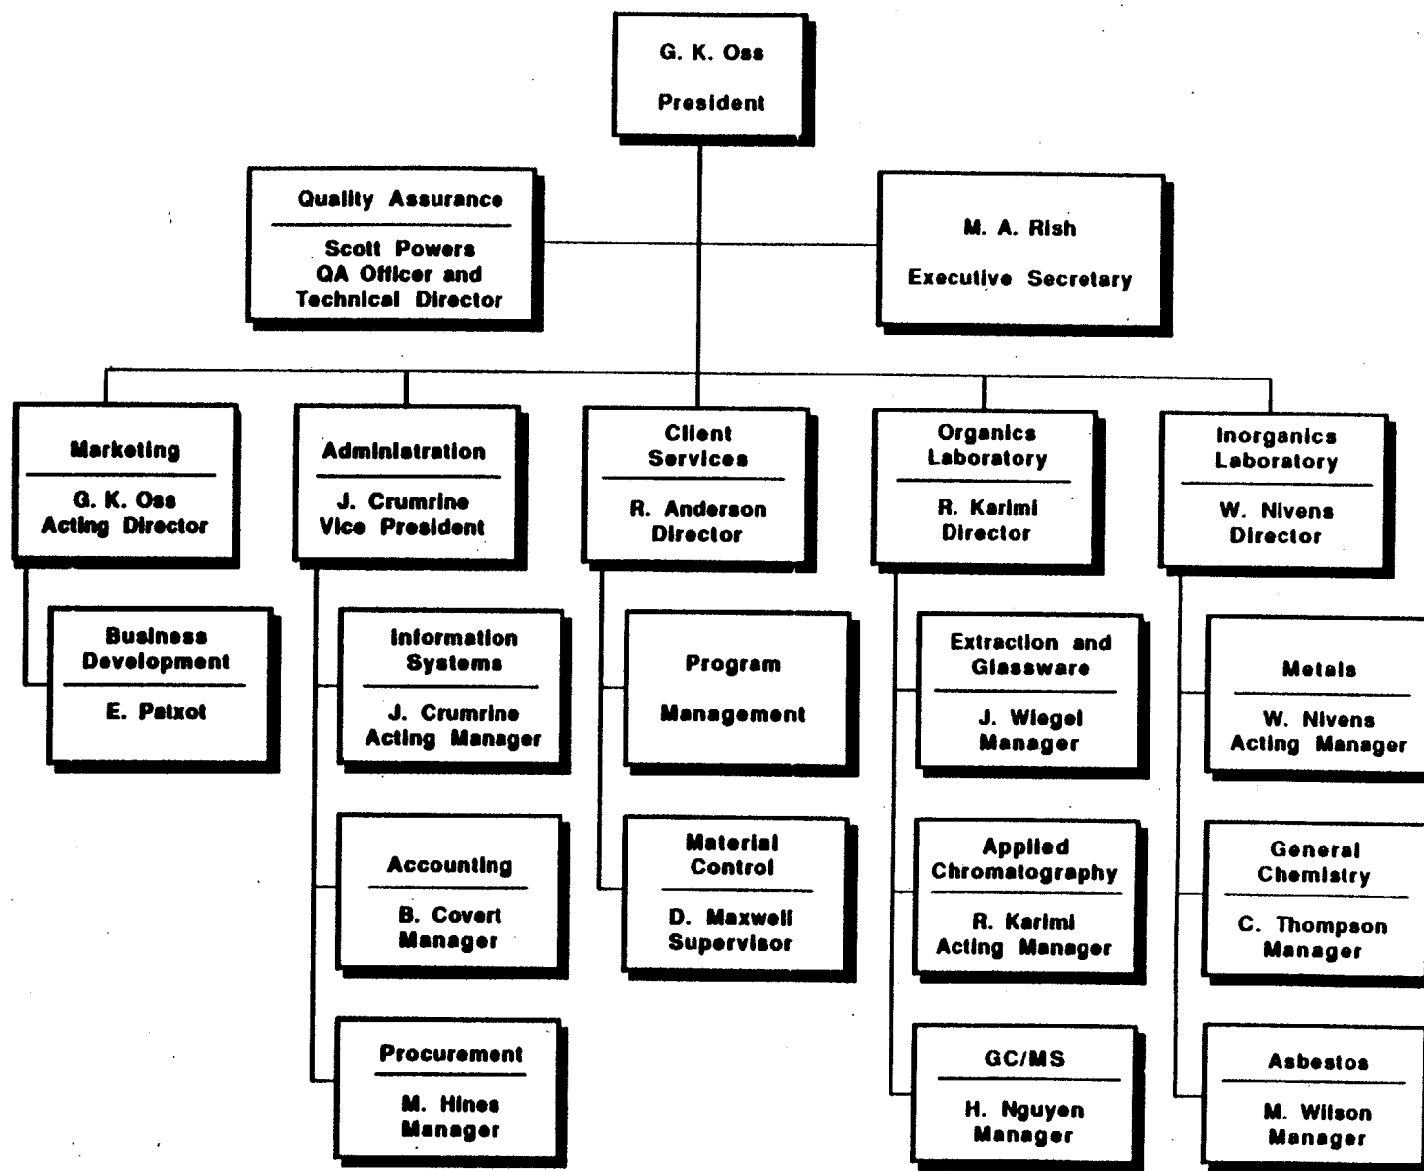 G. K. Oss
President
Quality Assurance
Scott Powers
QA Officer and
Technical Director
M. A. Rish
Executive Secretary
Marketing
G. K. Oss
Acting Director
Administration
J. Crumrine
Vice President
Client
Services
R. Anderson
Director
Organics
Laboratory
R. Karimi
Director
Inorganics
Laboratory
W. Nivens
Director
Business
Development
E. Patxot
Information
Systems
J. Crumrine
Acting Manager
Program
Management
Extraction and
Glassware
J. Wiegel
Manager
Metals
W. Nivens
Acting Manager
Accounting
B. Covert
Manager
Material
Control
D. Maxwell
Supervisor
Applied
Chromatography
R. Karimi
Acting Manager
General
Chemistry
C. Thompson
Manager
Procurement
M. Hines
Manager
GC/MS
H. Nguyen
Manager
Asbestos
M. Wilson
Manager